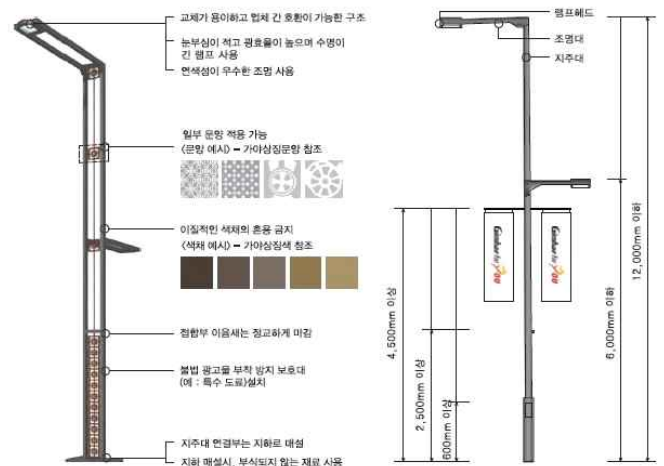 교체가 용이하고 업체 간 호환이 가능한 구조
눈부심이 적고 광효율이 높으며 수명이
긴 램프 사용
연색성이 우수한 조명 사용
일부 문양 적용 가능
<문양 예시> - 가야상징문양 참조
이질적인 색채의 혼용 금지
<색채 예시> - 가야상징색 참조
접합부 이음새는 정교하게 마감
불법 광고물 부착 방지 보호대
(예 : 특수 도료)설치
지주대 연결부는 지하로 매설
지하 매설시, 부식되지 않는 재료 사용
램프헤드
조명대
지주대
Gimhae for you
Gimhae for you
4,500mm 이상
2,500mm 이상
600mm 이상
6,000mm 이하
12,000mm 이하